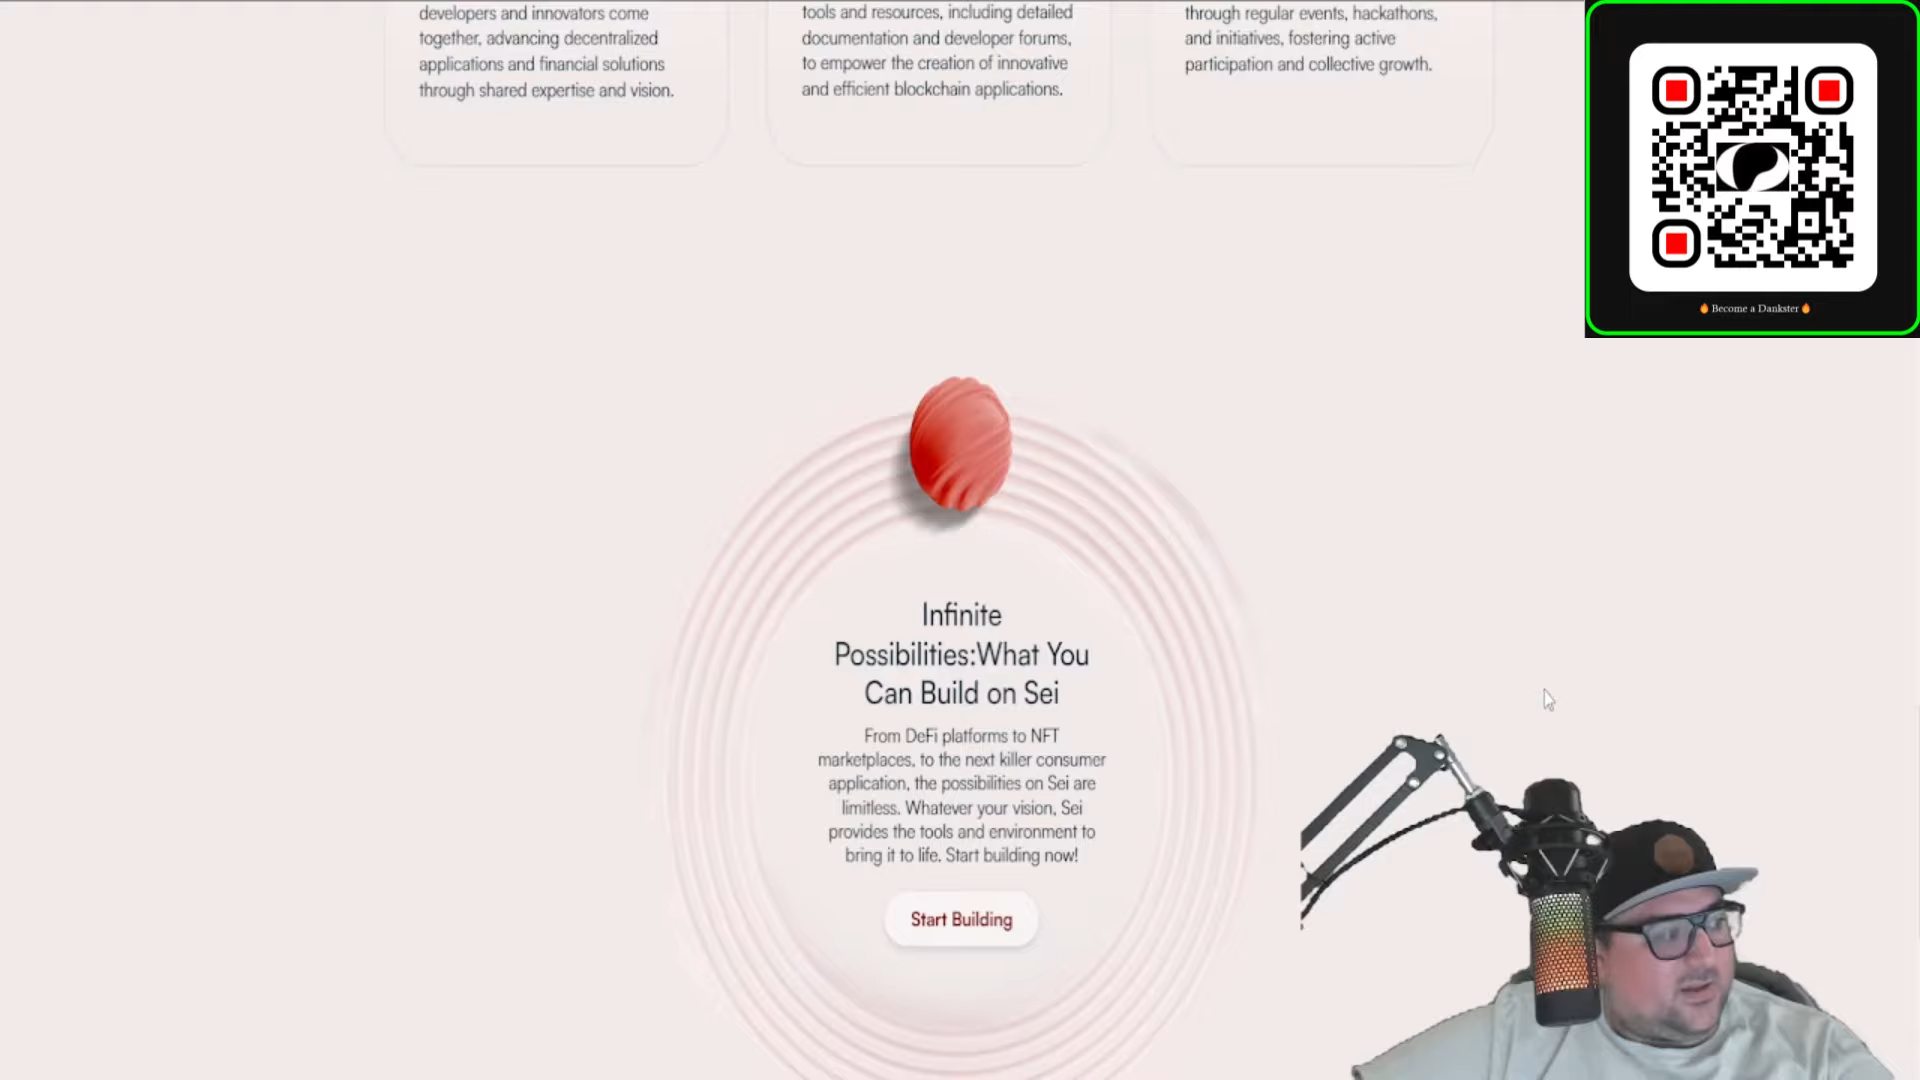 developers and innovators come
together, advancing decentralized
applications and financial solutions
through shared expertise and vision.
tools and resources, including detailed
documentation and developer forums,
to empower the creation of innovative
and efficient blockchain applications.
through regular events, hackathons,
and initiatives, fostering active
participation and collective growth.
🔥 Become a Dankster 🔥
Infinite
Possibilities:What You
Can Build on Sei
From DeFi platforms to NFT
marketplaces, to the next killer consumer
application, the possibilities on Sei are
limitless. Whatever your vision, Sei
provides the tools and environment to
bring it to life. Start building now!
Start Building